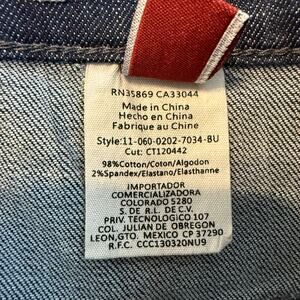 RN35869 CA33044
Made in China
Hecho en China
Fabrique au Chine
Style:11-060-0202-7034-BU
Cut: CT120442
98%Cotton/Coton/Algodon
2%Spandex/Elastano/Elasthanne
IMPORTADOR
COMERCIALIZADORA
COLORADO 5280
S. DE R.L. DE C.V.
PRIV. TECNOLOGICO 107
COL. JULIAN DE OBREGON
LEON,GTO. MEXICO CP 37290
R.F.C. CCC130320NU9